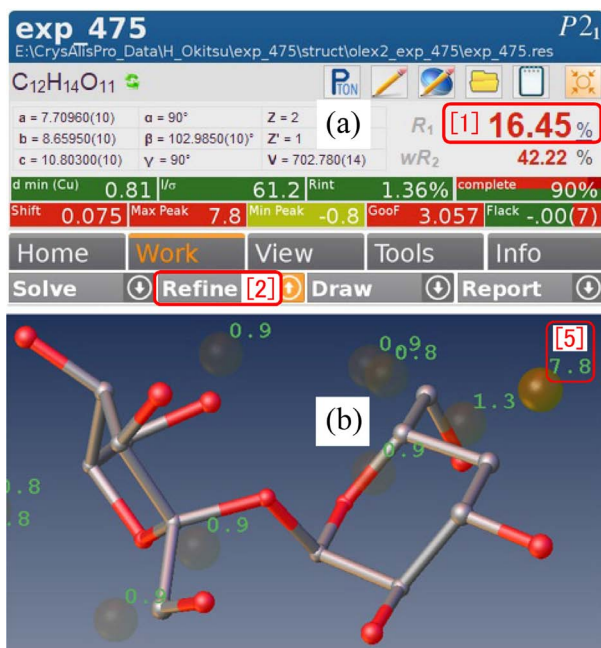 exp_475 P2₁
E:\CrysAlisPro_Data\H_Okitsu\exp_475\struct\olex2_exp_475\exp_475.res
C₁₂H₁₄O₁₁ PᴛON
a = 7.70960(10) α = 90° Z = 2 (a) R₁ [1] 16.45 %
b = 8.65950(10) β = 102.9850(10)° Z' = 1
c = 10.80300(10) γ = 90° V = 702.780(14) wR₂ 42.22 %
d min (Cu) 0.81 I/σ 61.2 Rint 1.36% complete 90%
Shift 0.075 Max Peak 7.8 Min Peak -0.8 GooF 3.057 Flack -.00(7)
Home Work View Tools Info
Solve Refine [2] Draw Report
0.9 0.9 [5]
0.8 7.8
1.3
(b)
0.9
0.8
.8 0.9
0.9